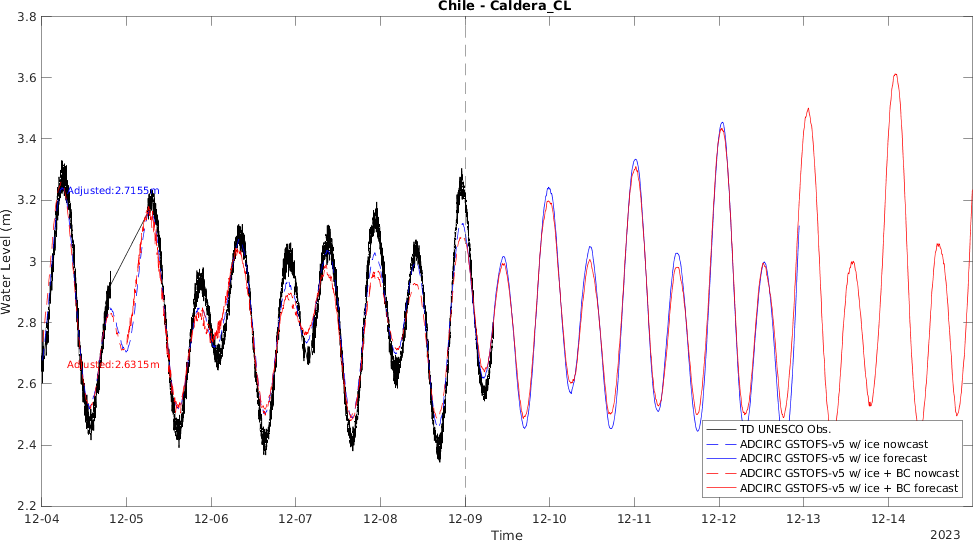 Chile - Caldera_CL
3.8
3.6
3.4
3.2
3
2.8
2.6
2.4
2.2
Water Level (m)
Adjusted:2.7155m
Adjusted:2.6315m
TD UNESCO Obs.
ADCIRC GSTOFS-v5 w/ ice nowcast
ADCIRC GSTOFS-v5 w/ ice forecast
ADCIRC GSTOFS-v5 w/ ice + BC nowcast
ADCIRC GSTOFS-v5 w/ ice + BC forecast
12-04 12-05 12-06 12-07 12-08 12-09 12-10 12-11 12-12 12-13 12-14
Time
2023